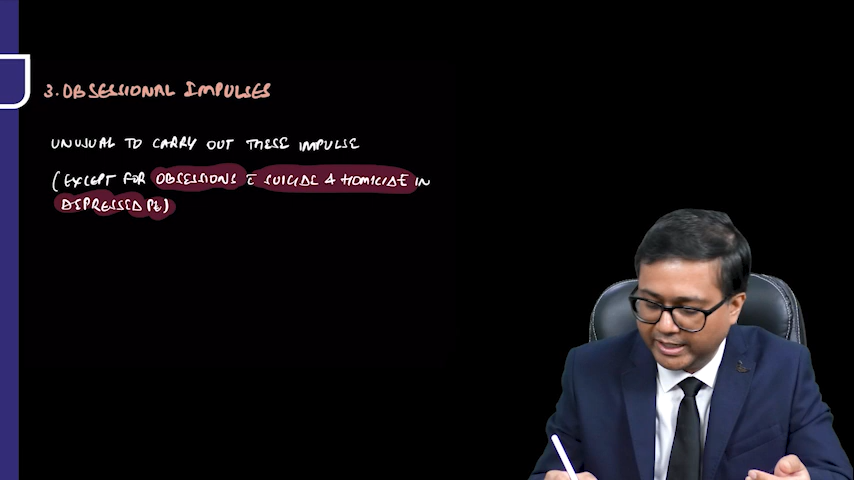 3. OBSESSIONAL IMPULSES
UNUSUAL TO CARRY OUT THESE IMPULSE
(EXCEPT FOR OBSESSIONS c̄ SUICIDE & HOMICIDE IN
DEPRESSED Pt)